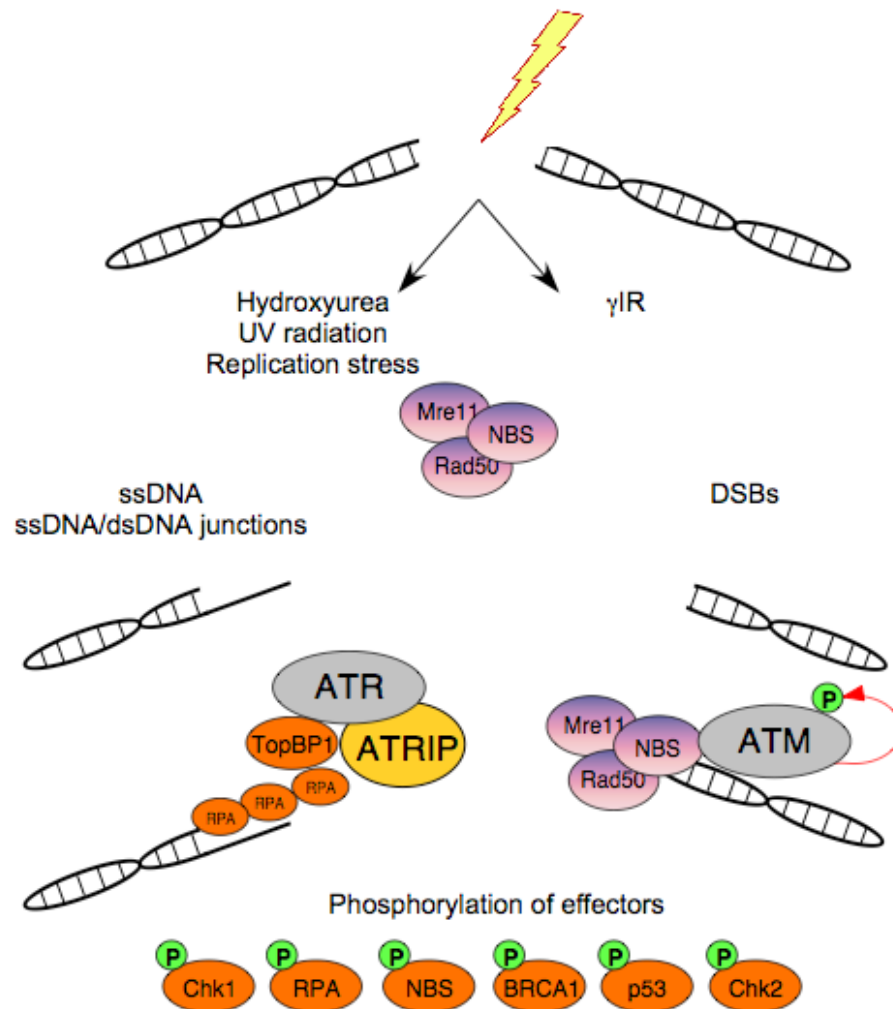 Hydroxyurea
UV radiation
Replication stress
γIR
Mre11
NBS
Rad50
ssDNA
ssDNA/dsDNA junctions
DSBs
ATR
TopBP1
ATRIP
RPA
RPA
RPA
P
Mre11
NBS
ATM
Rad50
Phosphorylation of effectors
P P P P P P
Chk1 RPA NBS BRCA1 p53 Chk2